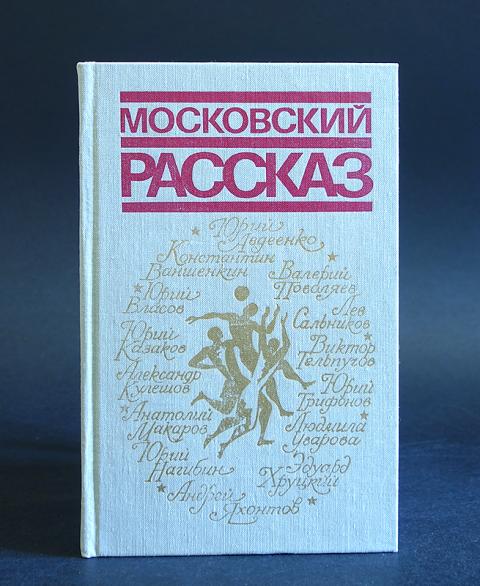 МОСКОВСКИЙ
РАССКАЗ
Юрий
Авдеенко
Константин
Ваншенкин
Валерий
Поволяев
Юрий
Власов
Лев
Сальников
Юрий
Казаков
Виктор
Тельпугов
Александр
Кулешов
Юрий
Трифонов
Анатолий
Макаров
Людмила
Уварова
Юрий
Нагибин
Эдуард
Хруцкий
Андрей
Яхонтов